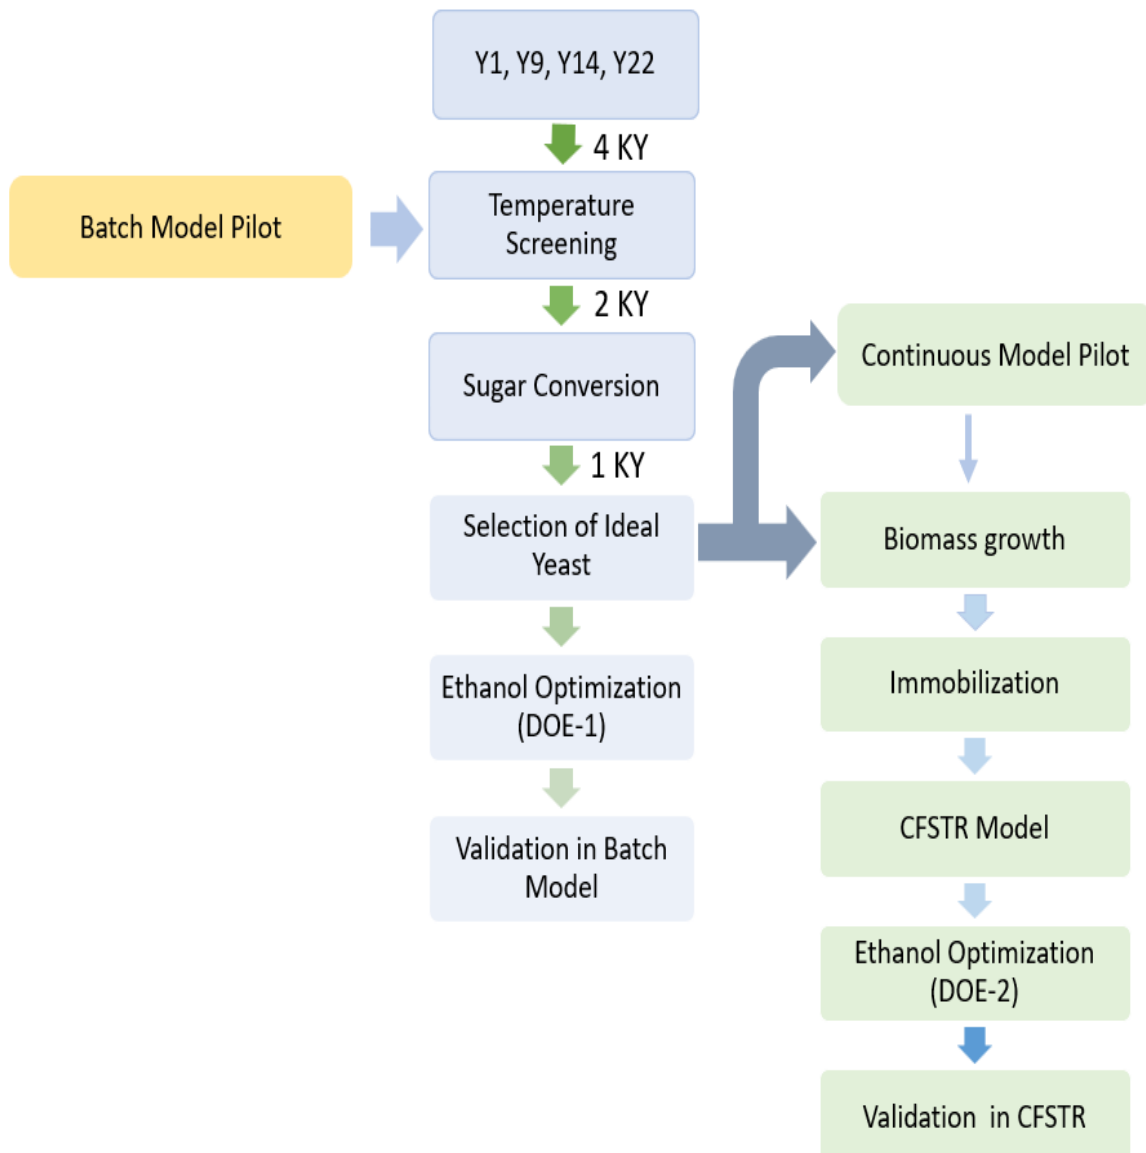 Y1, Y9, Y14, Y22
4 KY
Batch Model Pilot
Temperature
Screening
2 KY
Sugar Conversion
1 KY
Selection of Ideal
Yeast
Ethanol Optimization
(DOE-1)
Validation in Batch
Model
Continuous Model Pilot
Biomass growth
Immobilization
CFSTR Model
Ethanol Optimization
(DOE-2)
Validation in CFSTR